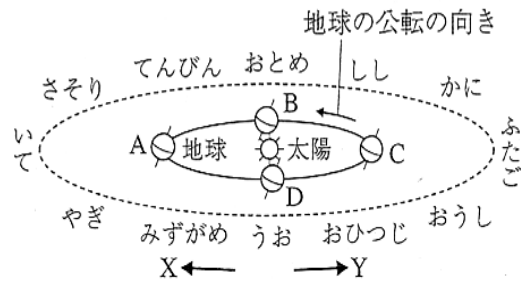 地球の公転の向き
てんびん おとめ しし
さそり かに
B
いて A 地球 太陽 C ふたご
D
やぎ おうし
みずがめ うお おひつじ
X Y